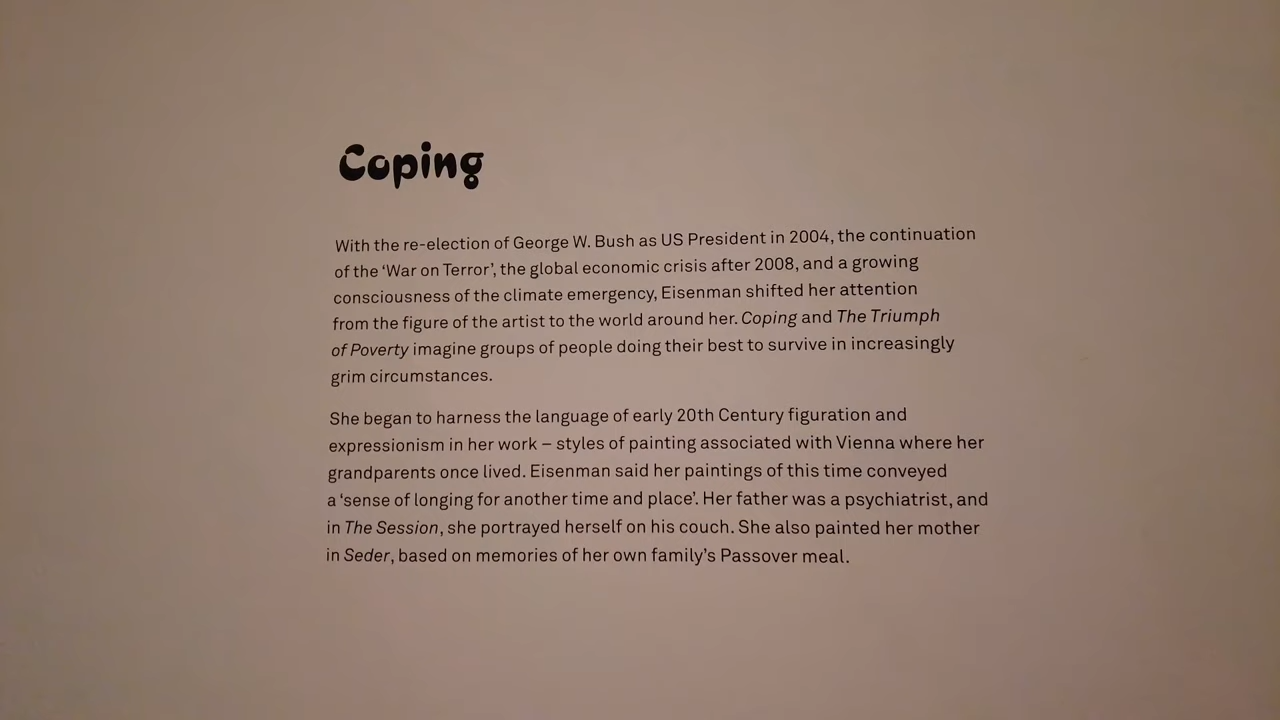 Coping
With the re-election of George W. Bush as US President in 2004, the continuation
of the ‘War on Terror’, the global economic crisis after 2008, and a growing
consciousness of the climate emergency, Eisenman shifted her attention
from the figure of the artist to the world around her. Coping and The Triumph
of Poverty imagine groups of people doing their best to survive in increasingly
grim circumstances.
She began to harness the language of early 20th Century figuration and
expressionism in her work – styles of painting associated with Vienna where her
grandparents once lived. Eisenman said her paintings of this time conveyed
a ‘sense of longing for another time and place’. Her father was a psychiatrist, and
in The Session, she portrayed herself on his couch. She also painted her mother
in Seder, based on memories of her own family’s Passover meal.